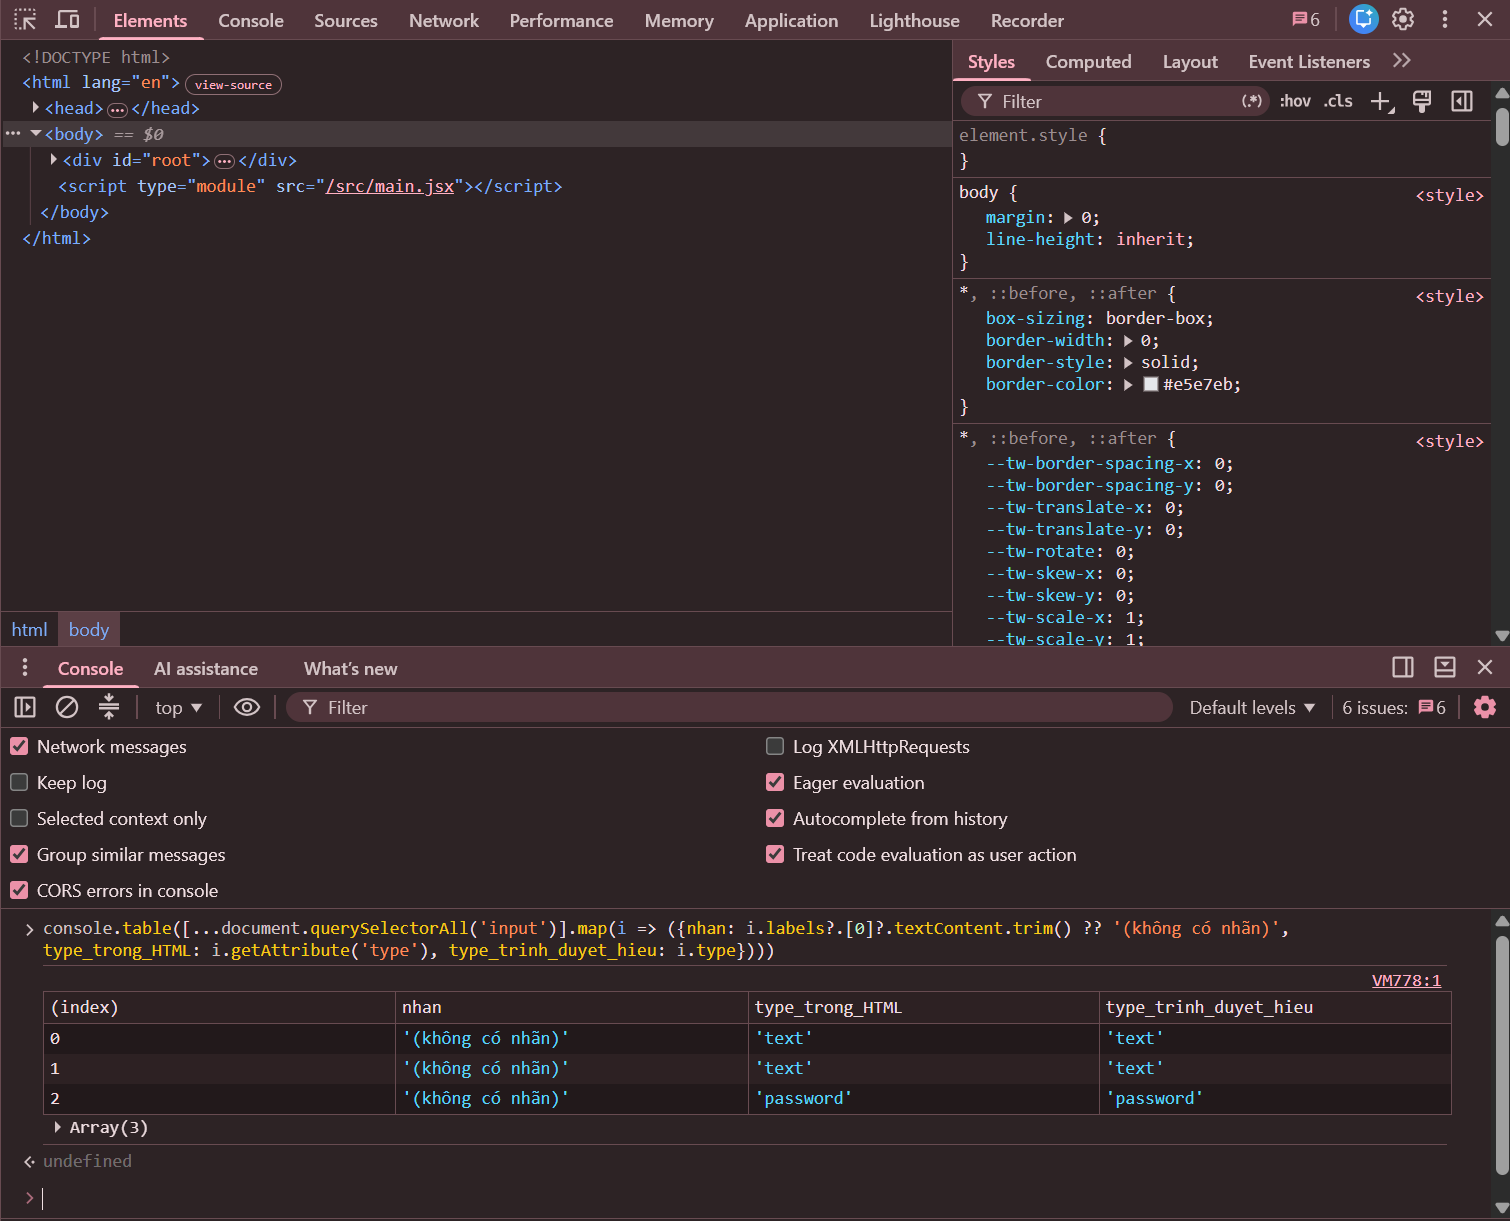 Elements Console Sources Network Performance Memory Application Lighthouse Recorder 6
<!DOCTYPE html>
<html lang="en"> view-source
<head> ... </head>
... <body> == $0
<div id="root"> ... </div>
<script type="module" src="/src/main.jsx"></script>
</body>
</html>
html body
Styles Computed Layout Event Listeners
Filter (.*) :hov .cls
element.style {
}
body { <style>
margin: 0;
line-height: inherit;
}
*, ::before, ::after { <style>
box-sizing: border-box;
border-width: 0;
border-style: solid;
border-color: #e5e7eb;
}
*, ::before, ::after { <style>
--tw-border-spacing-x: 0;
--tw-border-spacing-y: 0;
--tw-translate-x: 0;
--tw-translate-y: 0;
--tw-rotate: 0;
--tw-skew-x: 0;
--tw-skew-y: 0;
--tw-scale-x: 1;
--tw-scale-y: 1;
Console AI assistance What's new
top Filter Default levels 6 issues: 6
Network messages Log XMLHttpRequests
Keep log Eager evaluation
Selected context only Autocomplete from history
Group similar messages Treat code evaluation as user action
CORS errors in console
> console.table([...document.querySelectorAll('input')].map(i => ({nhan: i.labels?.[0]?.textContent.trim() ?? '(không có nhãn)',
type_trong_HTML: i.getAttribute('type'), type_trinh_duyet_hieu: i.type})))
VM778:1
(index) nhan type_trong_HTML type_trinh_duyet_hieu
0 '(không có nhãn)' 'text' 'text'
1 '(không có nhãn)' 'text' 'text'
2 '(không có nhãn)' 'password' 'password'
Array(3)
undefined
>